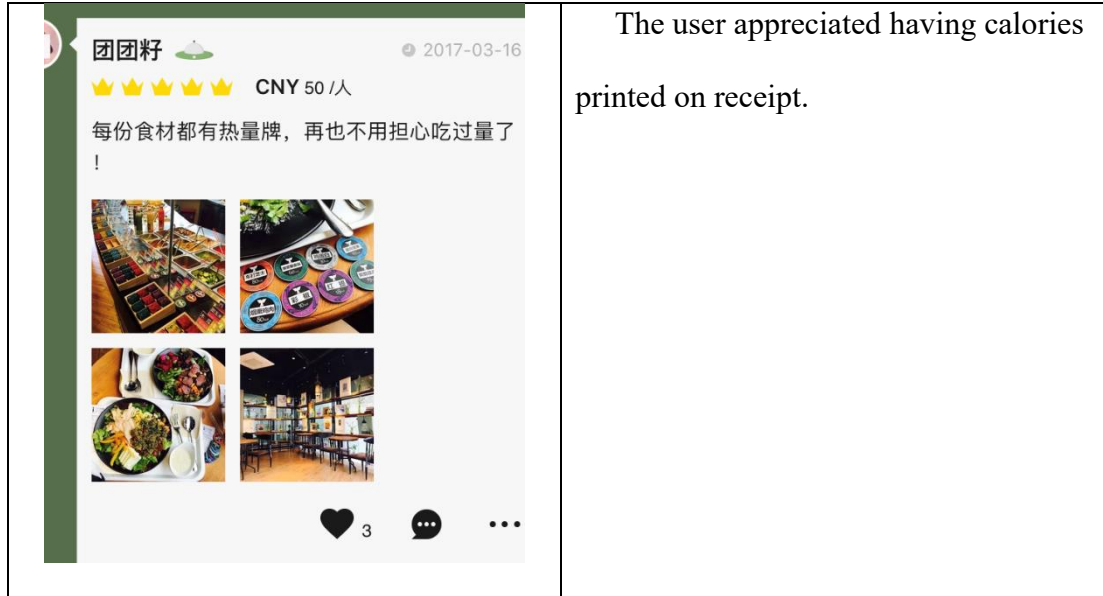 团团籽
2017-03-16
CNY 50 /人
每份食材都有热量牌，再也不用担心吃过量了
！
3
The user appreciated having calories
printed on receipt.